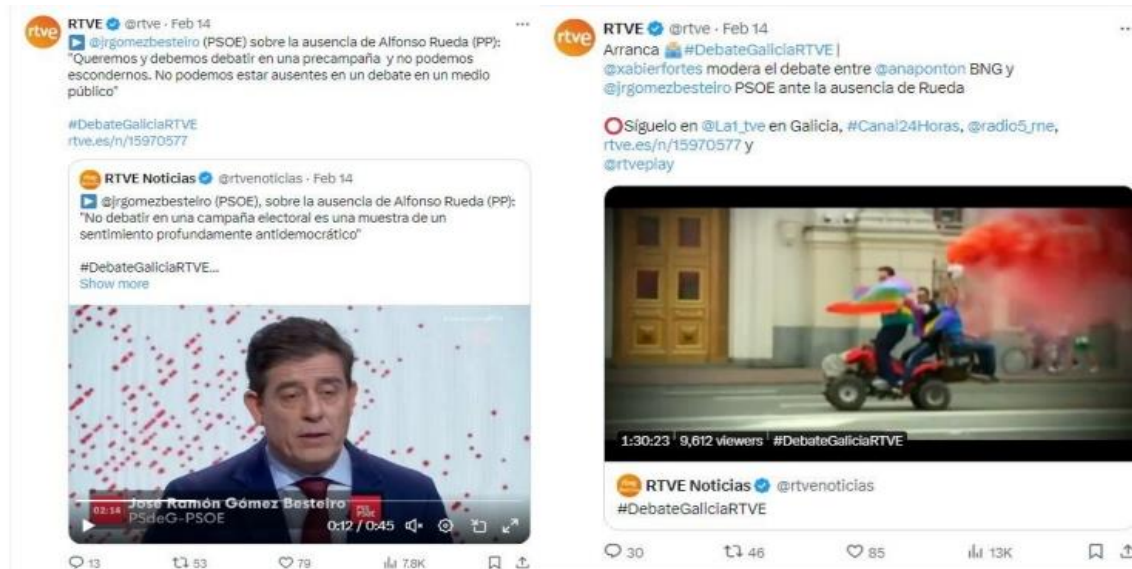 rtve
RTVE @rtve · Feb 14
@jrgomezbesteiro (PSOE) sobre la ausencia de Alfonso Rueda (PP):
"Queremos y debemos debatir en una precampaña y no podemos
escondernos. No podemos estar ausentes en un debate en un medio
público"
#DebateGaliciaRTVE
rtve.es/n/15970577
RTVE Noticias @rtvenoticias · Feb 14
@jrgomezbesteiro (PSOE), sobre la ausencia de Alfonso Rueda (PP):
"No debatir en una campaña electoral es una muestra de un
sentimiento profundamente antidemocrático"
#DebateGaliciaRTVE...
Show more
02:14
José Ramón Gómez Besteiro
PSdeG-PSOE
0:12 / 0:45
13 53 79 7.8K
rtve
RTVE @rtve · Feb 14
Arranca #DebateGaliciaRTVE |
@xabierfortes modera el debate entre @anaponton BNG y
@jrgomezbesteiro PSOE ante la ausencia de Rueda
Síguelo en @La1_tve en Galicia, #Canal24Horas, @radio5_rne,
rtve.es/n/15970577 y
@rtveplay
1:30:23 9,612 viewers #DebateGaliciaRTVE
RTVE Noticias @rtvenoticias
#DebateGaliciaRTVE
30 46 85 13K